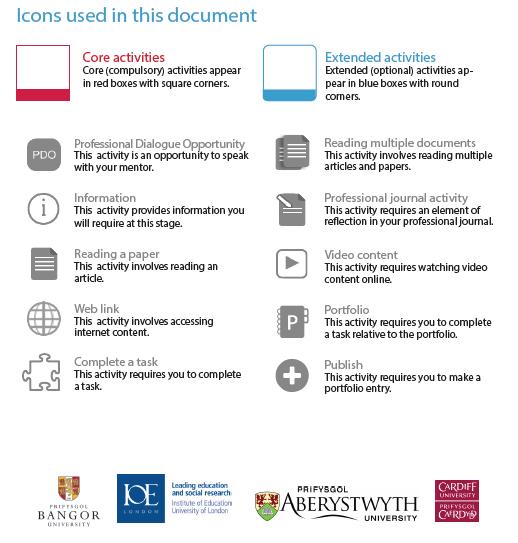 Icons used in this document
Core activities
Core (compulsory) activities appear
in red boxes with square corners.
Extended activities
Extended (optional) activities ap-
pear in blue boxes with round
corners.
PDO
Professional Dialogue Opportunity
This activity is an opportunity to speak
with your mentor.
Reading multiple documents
This activity involves reading multiple
articles and papers.
i
Information
This activity provides information you
will require at this stage.
Professional journal activity
This activity requires an element of
reflection in your professional journal.
Reading a paper
This activity involves reading an
article.
Video content
This activity requires watching video
content online.
Web link
This activity involves accessing
internet content.
P
Portfolio
This activity requires you to complete
a task relative to the portfolio.
Complete a task
This activity requires you to complete
a task.
Publish
This activity requires you to make a
portfolio entry.
PRIFYSGOL
BANGOR
UNIVERSITY
IOE
LONDON
Leading education
and social research
Institute of Education
University of London
PRIFYSGOL
ABERYSTWYTH
UNIVERSITY
CARDIFF
UNIVERSITY
PRIFYSGOL
CAERDYDD